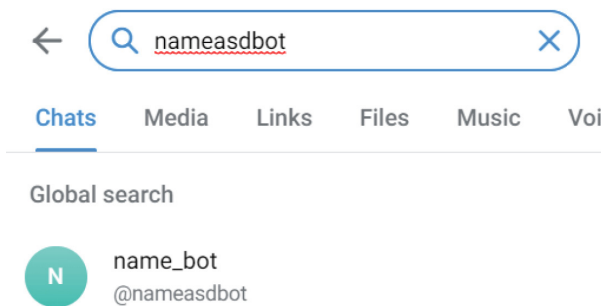 nameasdbot
Chats Media Links Files Music Voi
Global search
N
name_bot
@nameasdbot